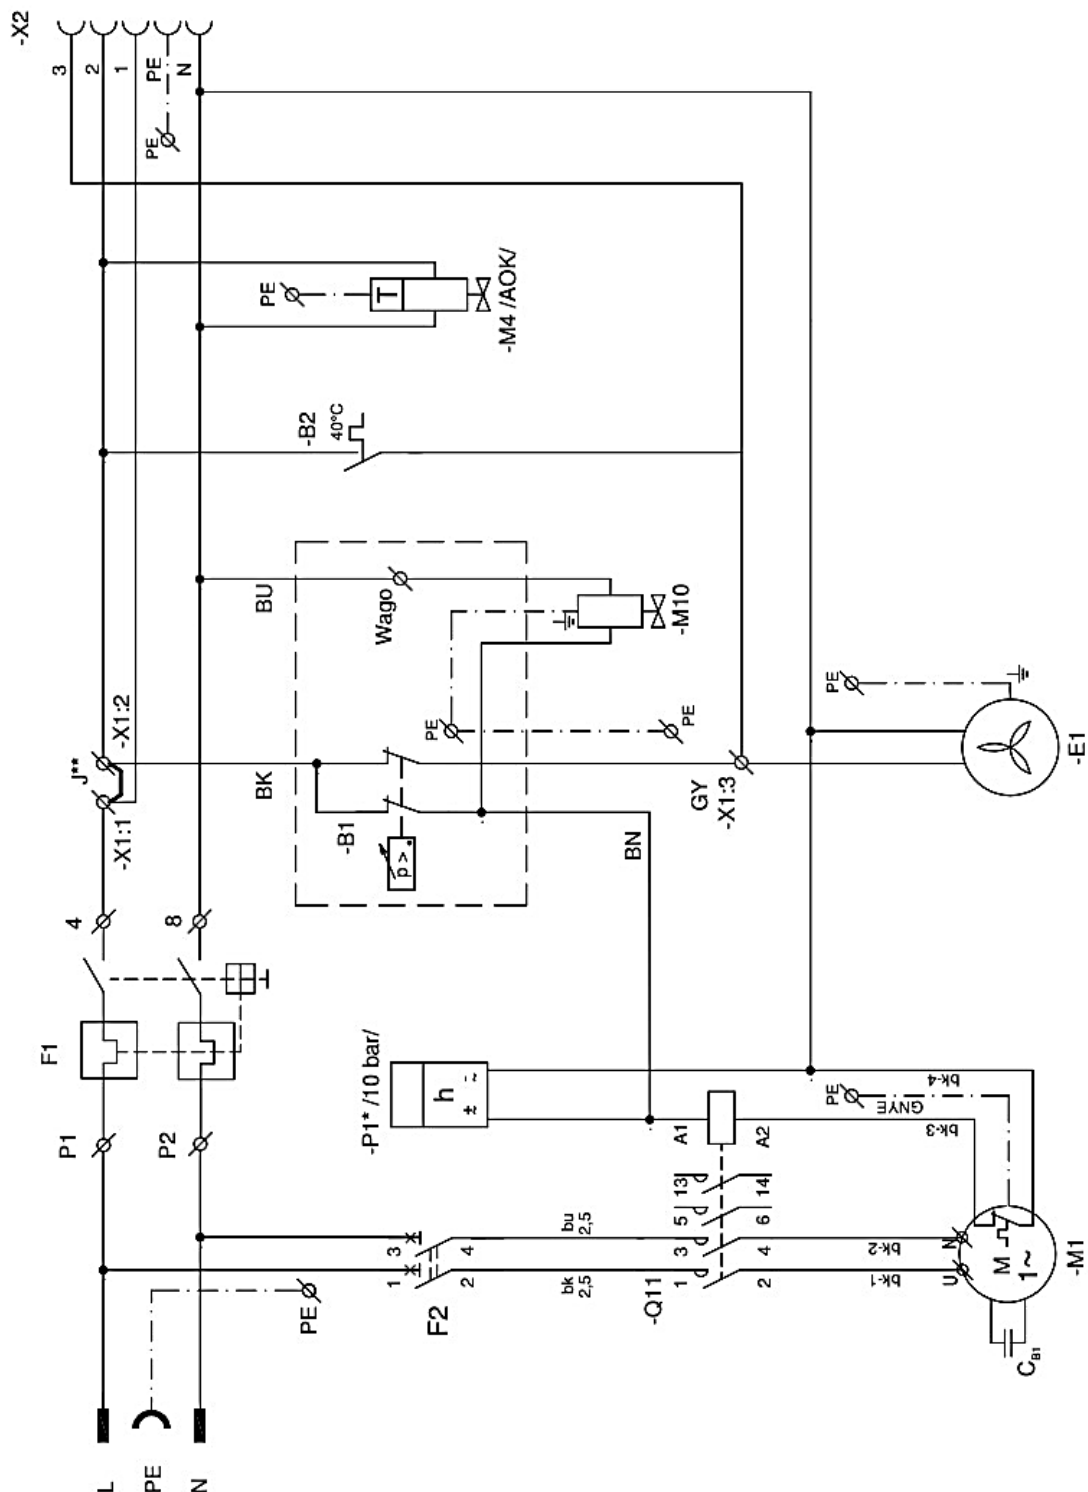 -X2
3
2
1
PE
N
PE
PE
T
-M4 /AOK/
-B2
40°C
BU
Wago
-M10
J**
-X1:2
-X1:1
BK
PE
PE
-B1
p >
GY
-X1:3
BN
PE
-E1
4
8
F1
P1
P2
-P1* /10 bar/
h
± ~
A1
A2
bk-4
PE
GNYE
bk-3
13
14
5
6
bu
2,5
3
4
3
4
bk-2
N
1
2
bk
2,5
1
2
bk-1
U
F2
-Q11
M
1~
-M1
C B1
PE
L
PE
N